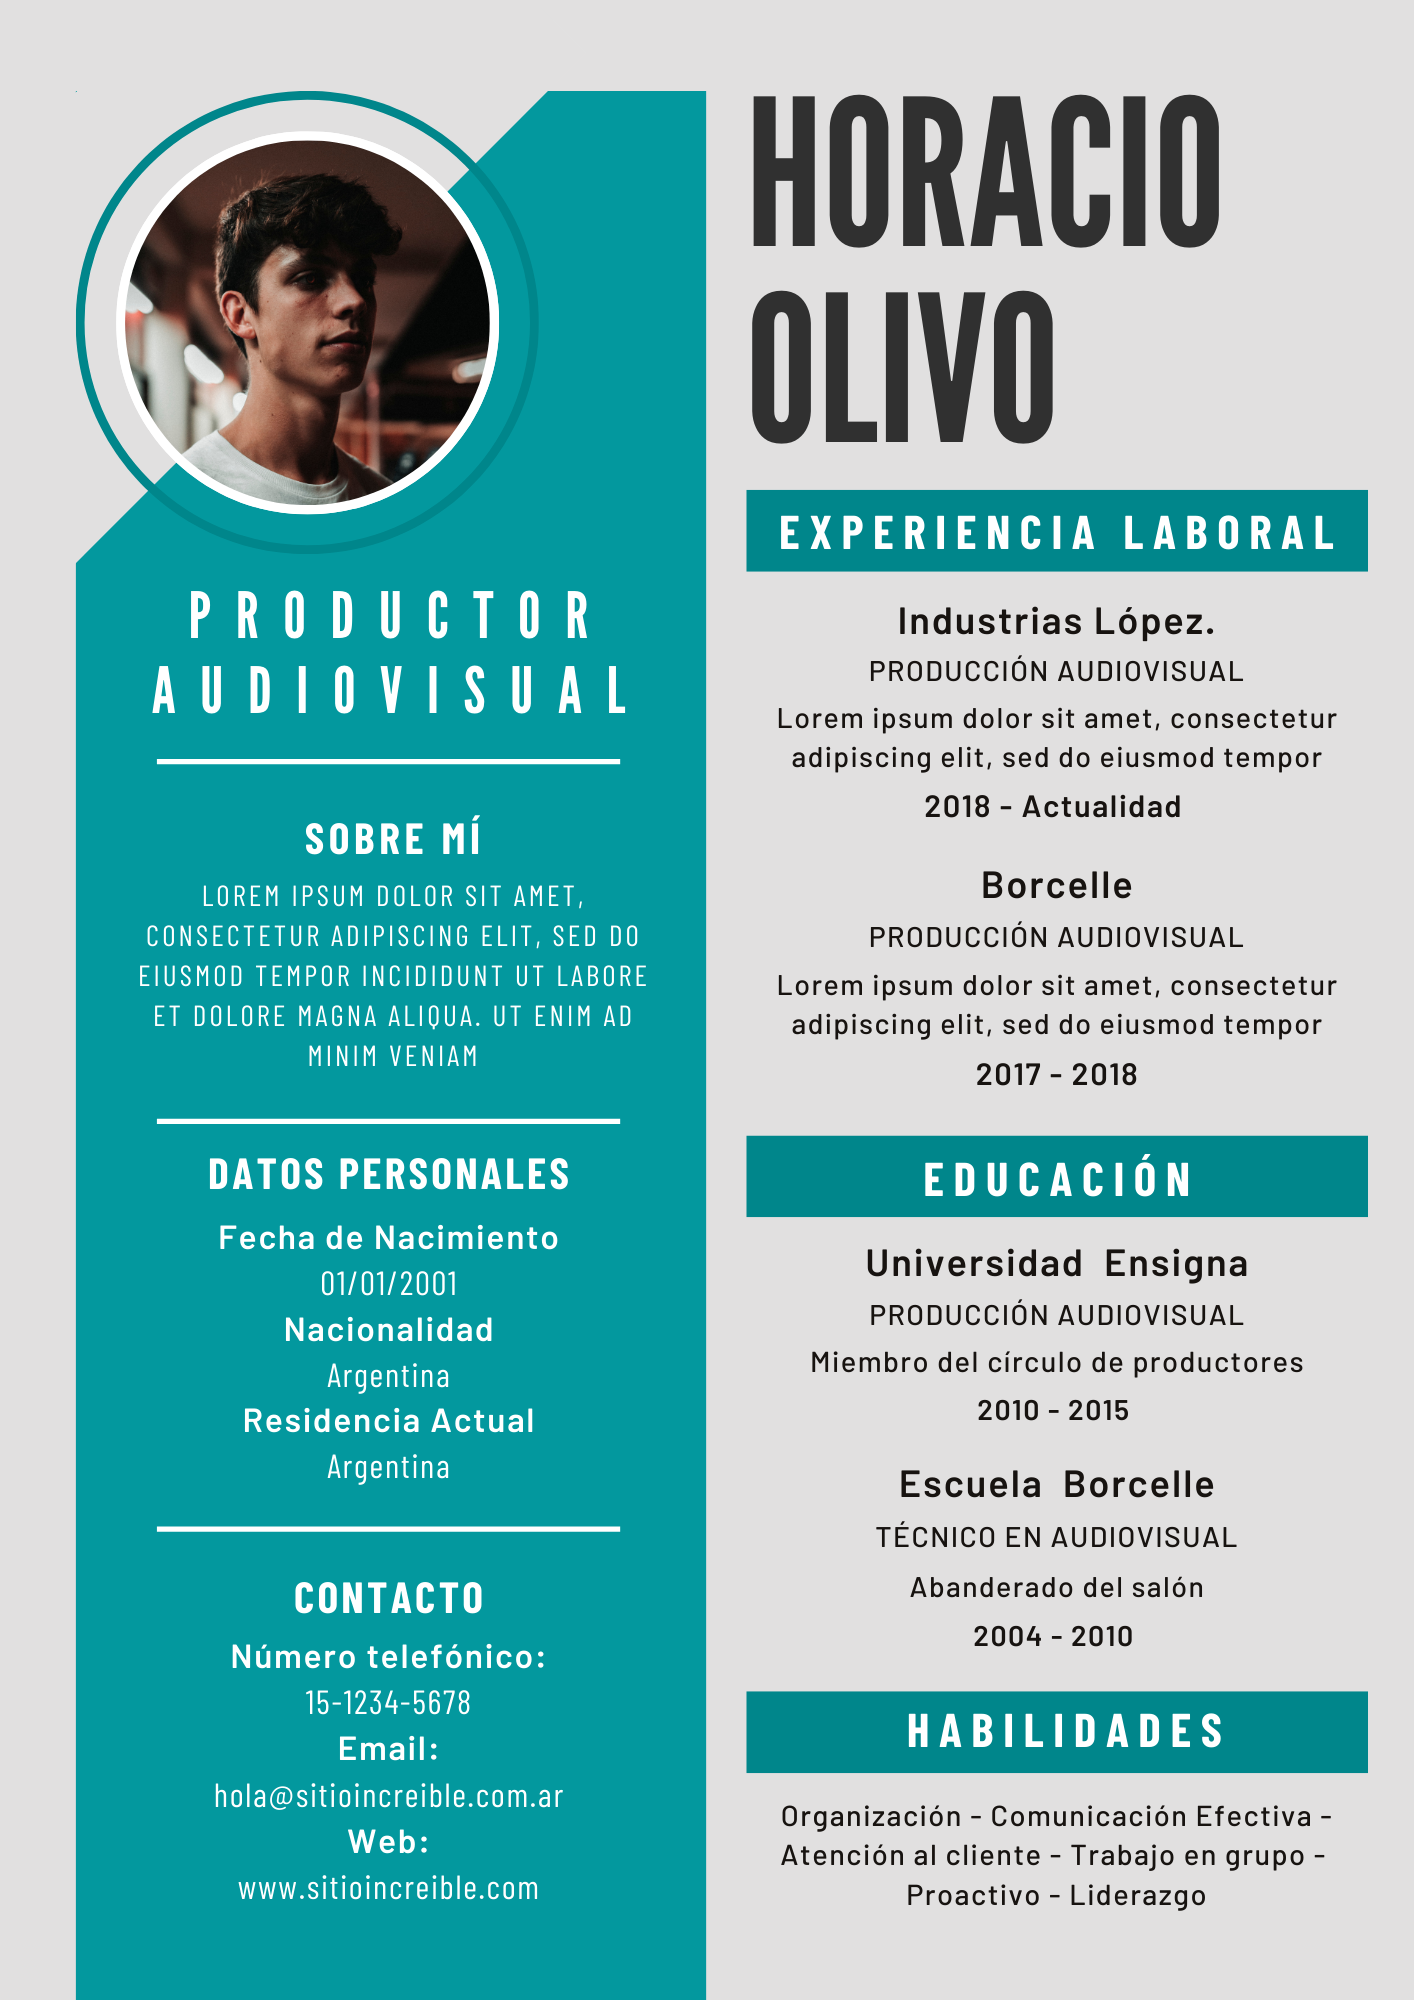 HORACIO
OLIVO
PRODUCTOR
AUDIOVISUAL
SOBRE MÍ
LOREM IPSUM DOLOR SIT AMET,
CONSECTETUR ADIPISCING ELIT, SED DO
EIUSMOD TEMPOR INCIDIDUNT UT LABORE
ET DOLORE MAGNA ALIQUA. UT ENIM AD
MINIM VENIAM
DATOS PERSONALES
Fecha de Nacimiento
01/01/2001
Nacionalidad
Argentina
Residencia Actual
Argentina
CONTACTO
Número telefónico:
15-1234-5678
Email:
hola@sitioincreible.com.ar
Web:
www.sitioincreible.com
EXPERIENCIA LABORAL
Industrias López.
PRODUCCIÓN AUDIOVISUAL
Lorem ipsum dolor sit amet, consectetur
adipiscing elit, sed do eiusmod tempor
2018 - Actualidad
Borcelle
PRODUCCIÓN AUDIOVISUAL
Lorem ipsum dolor sit amet, consectetur
adipiscing elit, sed do eiusmod tempor
2017 - 2018
EDUCACIÓN
Universidad Ensigna
PRODUCCIÓN AUDIOVISUAL
Miembro del círculo de productores
2010 - 2015
Escuela Borcelle
TÉCNICO EN AUDIOVISUAL
Abanderado del salón
2004 - 2010
HABILIDADES
Organización - Comunicación Efectiva -
Atención al cliente - Trabajo en grupo -
Proactivo - Liderazgo